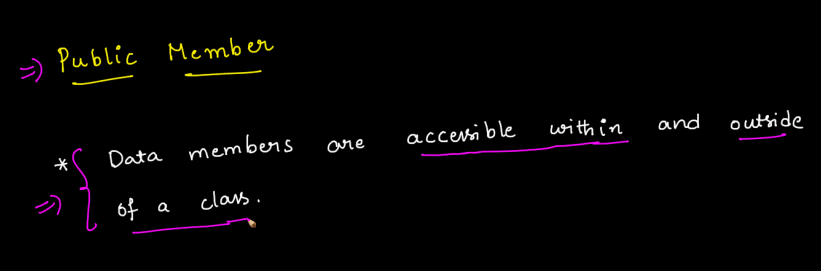 ⇒ Public Member
* Data members are accessible within and outside
⇒ of a class.